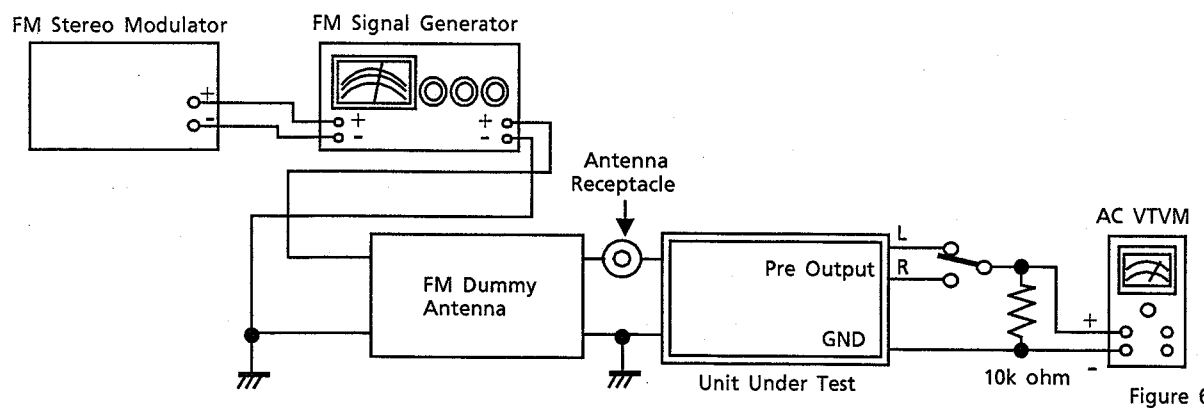 FM Stereo Modulator
FM Signal Generator
+
-
+
-
+
-
Antenna
Receptacle
AC VTVM
L
Pre Output
R
FM Dummy
Antenna
+
GND
-
Unit Under Test
10k ohm
Figure 6